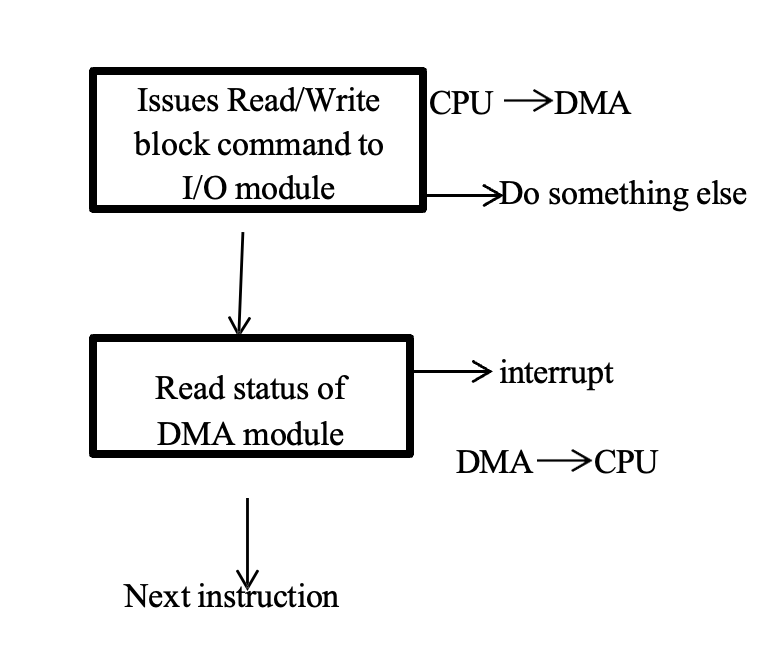 Issues Read/Write
block command to
I/O module
CPU → DMA
Do something else
Read status of
DMA module
interrupt
DMA → CPU
Next instruction